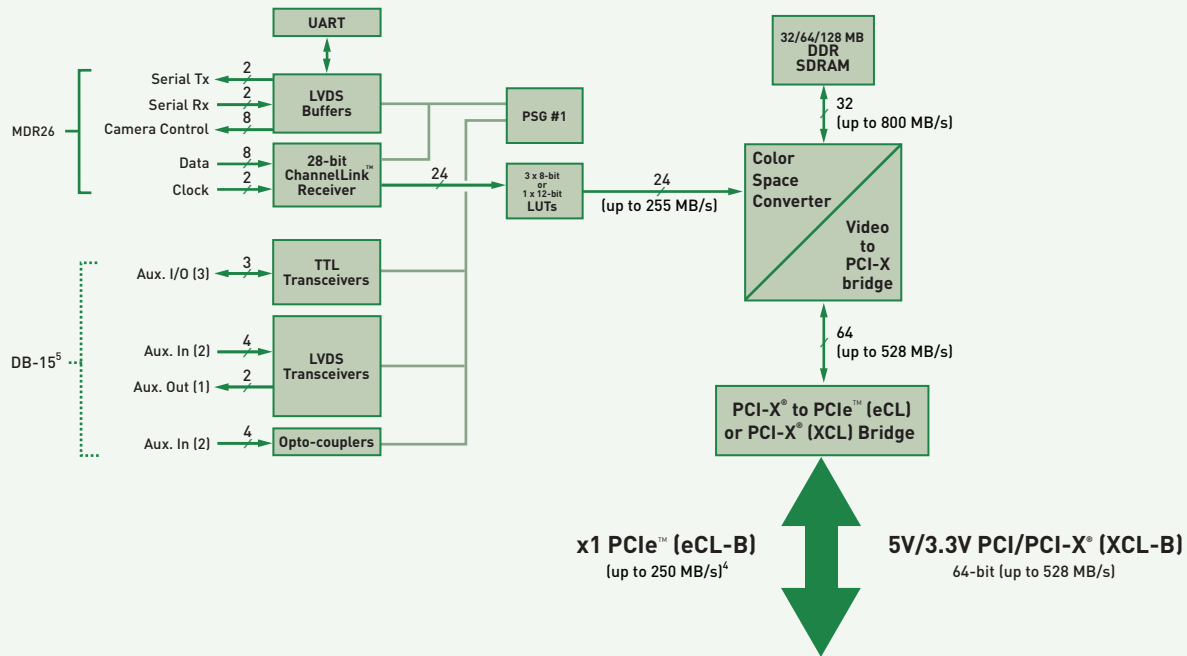 UART
32/64/128 MB
DDR
SDRAM
MDR26
Serial Tx
2
Serial Rx
2
Camera Control
8
LVDS
Buffers
PSG #1
32
(up to 800 MB/s)
Data
8
Clock
2
28-bit
ChannelLink™
Receiver
24
3 x 8-bit
or
1 x 12-bit
LUTs
24
(up to 255 MB/s)
Color
Space
Converter
Video
to
PCI-X
bridge
DB-15⁵
Aux. I/O (3)
3
TTL
Transceivers
Aux. In (2)
4
Aux. Out (1)
2
LVDS
Transceivers
64
(up to 528 MB/s)
Aux. In (2)
4
Opto-couplers
PCI-X® to PCIe™ (eCL)
or PCI-X® (XCL) Bridge
x1 PCIe™ (eCL-B)
(up to 250 MB/s)⁴
5V/3.3V PCI/PCI-X® (XCL-B)
64-bit (up to 528 MB/s)